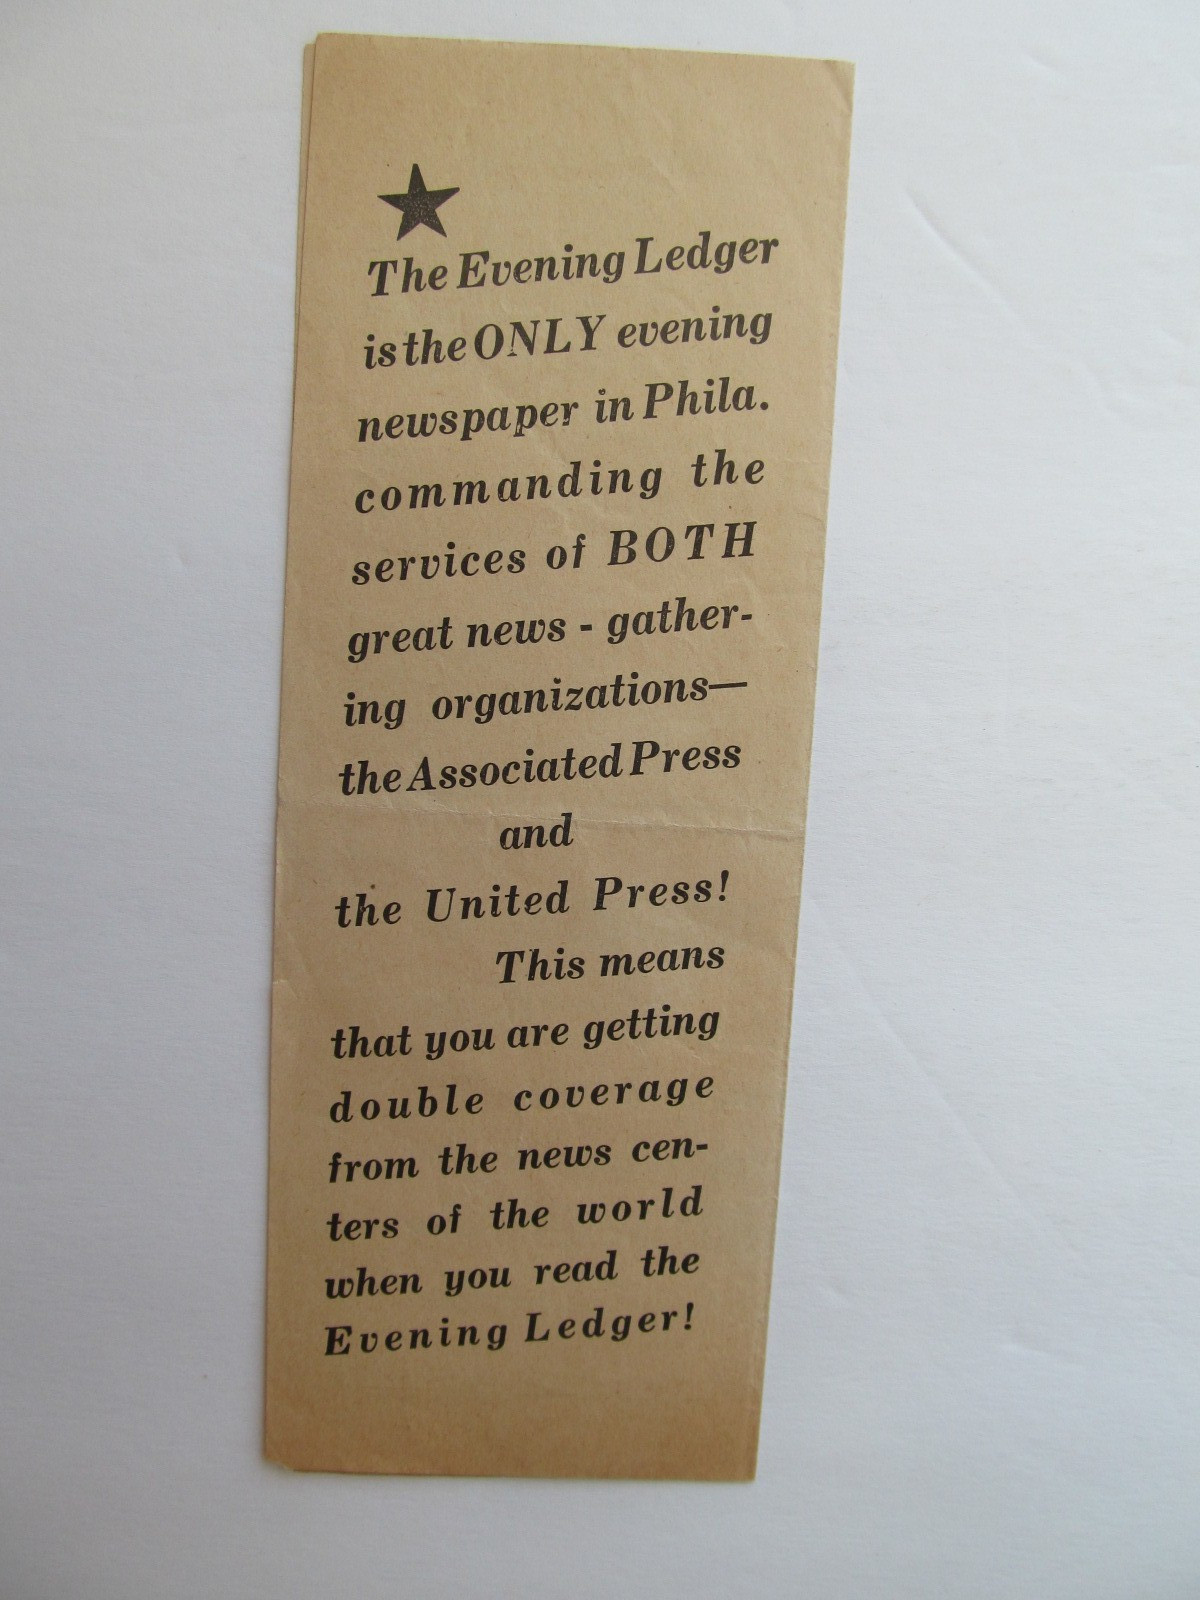 The Evening Ledger
is the ONLY evening
newspaper in Phila.
commanding the
services of BOTH
great news - gather-
ing organizations—
the Associated Press
and
the United Press!
This means
that you are getting
double coverage
from the news cen-
ters of the world
when you read the
Evening Ledger!